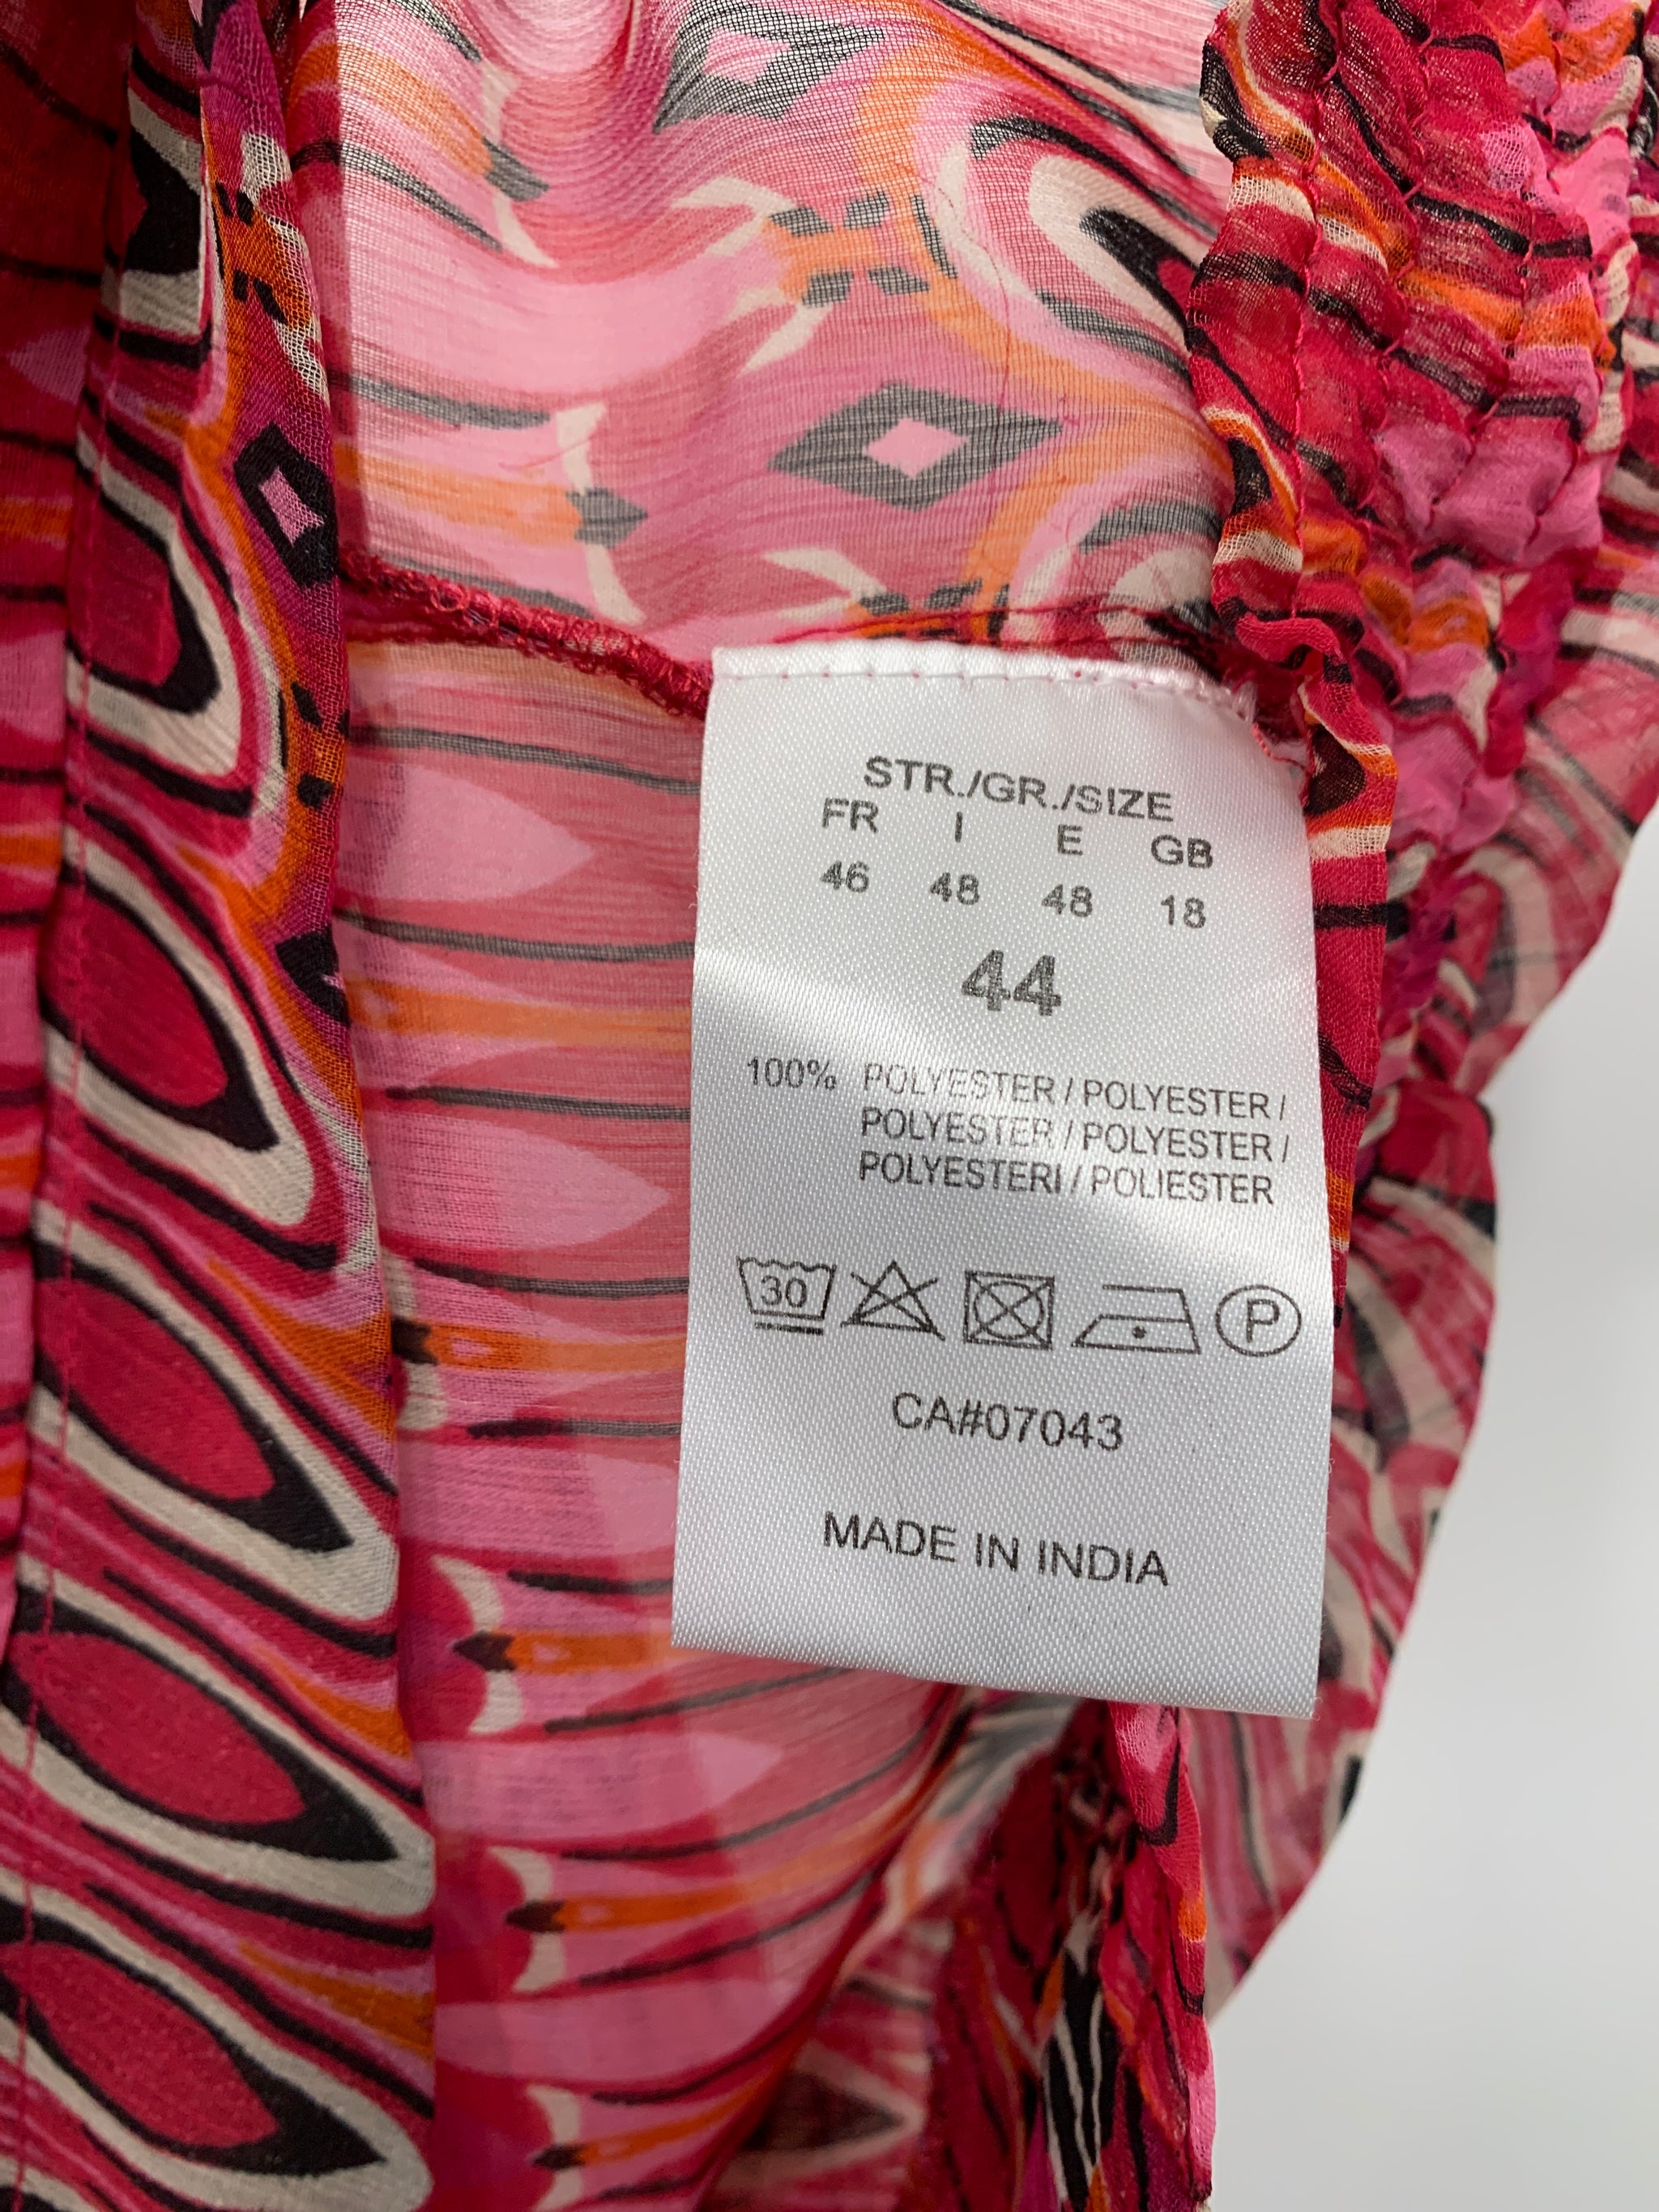 STR./GR./SIZE
FR I E GB
46 48 48 18
44
100% POLYESTER / POLYESTER /
POLYESTER / POLYESTER /
POLYESTERI / POLIESTER
30 P
CA#07043
MADE IN INDIA